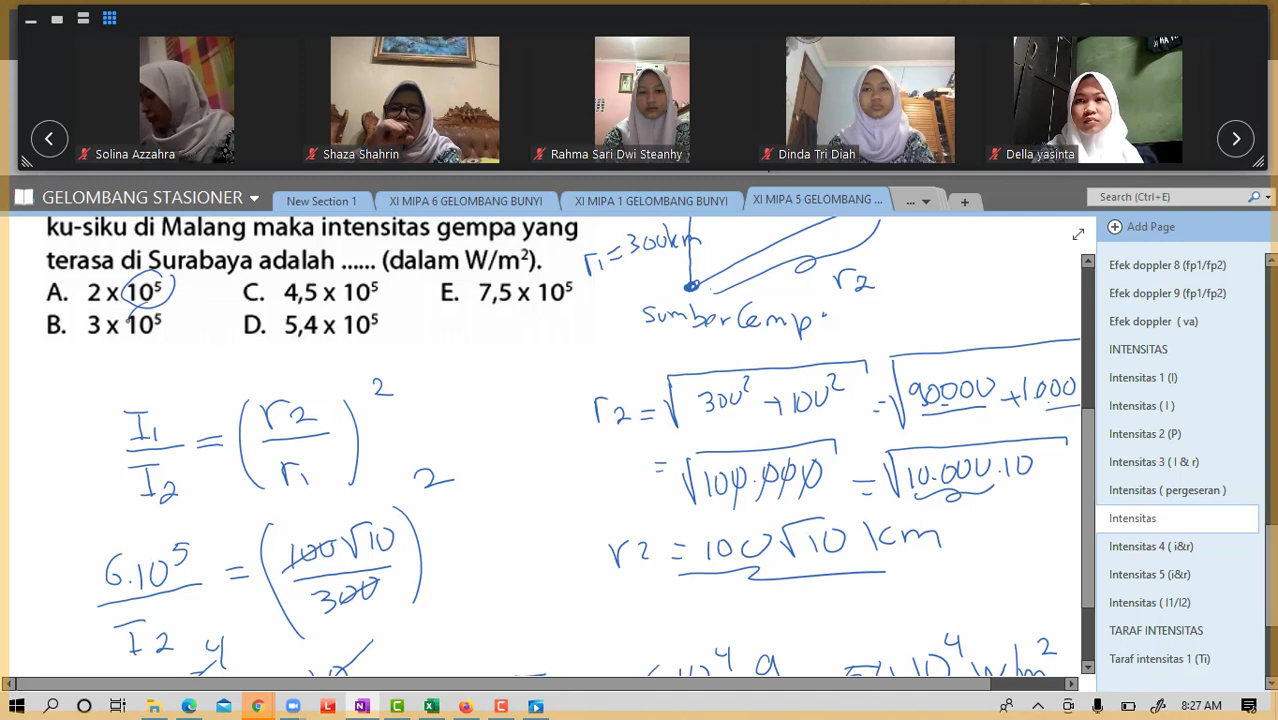 Solina Azzahra
Shaza Shahrin
Rahma Sari Dwi Steanhy
Dinda Tri Diah
Della yasinta
GELOMBANG STASIONER
New Section 1
XI MIPA 6 GELOMBANG BUNYI
XI MIPA 1 GELOMBANG BUNYI
XI MIPA 5 GELOMBANG ...
...
Search (Ctrl+E)
Add Page
ku-siku di Malang maka intensitas gempa yang
terasa di Surabaya adalah ...... (dalam W/m²).
A. 2 x 10⁵ C. 4,5 x 10⁵ E. 7,5 x 10⁵
B. 3 x 10⁵ D. 5,4 x 10⁵
r₁ = 300km
r2
sumber Gemp
I₁/I₂ = (r2/r₁)²
r2 = √300² + 100² = √90.000 + 1.000
= √100.000 = √10.000.10
r2 = 100√10 km
6.10⁵/I2 = (100√10/300)²
Efek doppler 8 (fp1/fp2)
Efek doppler 9 (fp1/fp2)
Efek doppler ( va)
INTENSITAS
Intensitas 1 (I)
Intensitas ( I )
Intensitas 2 (P)
Intensitas 3 ( I & r)
Intensitas ( pergeseran )
Intensitas
Intensitas 4 ( i&r)
Intensitas 5 (i&r)
Intensitas ( I1/I2)
TARAF INTENSITAS
Taraf intensitas 1 (Ti)
8:27 AM